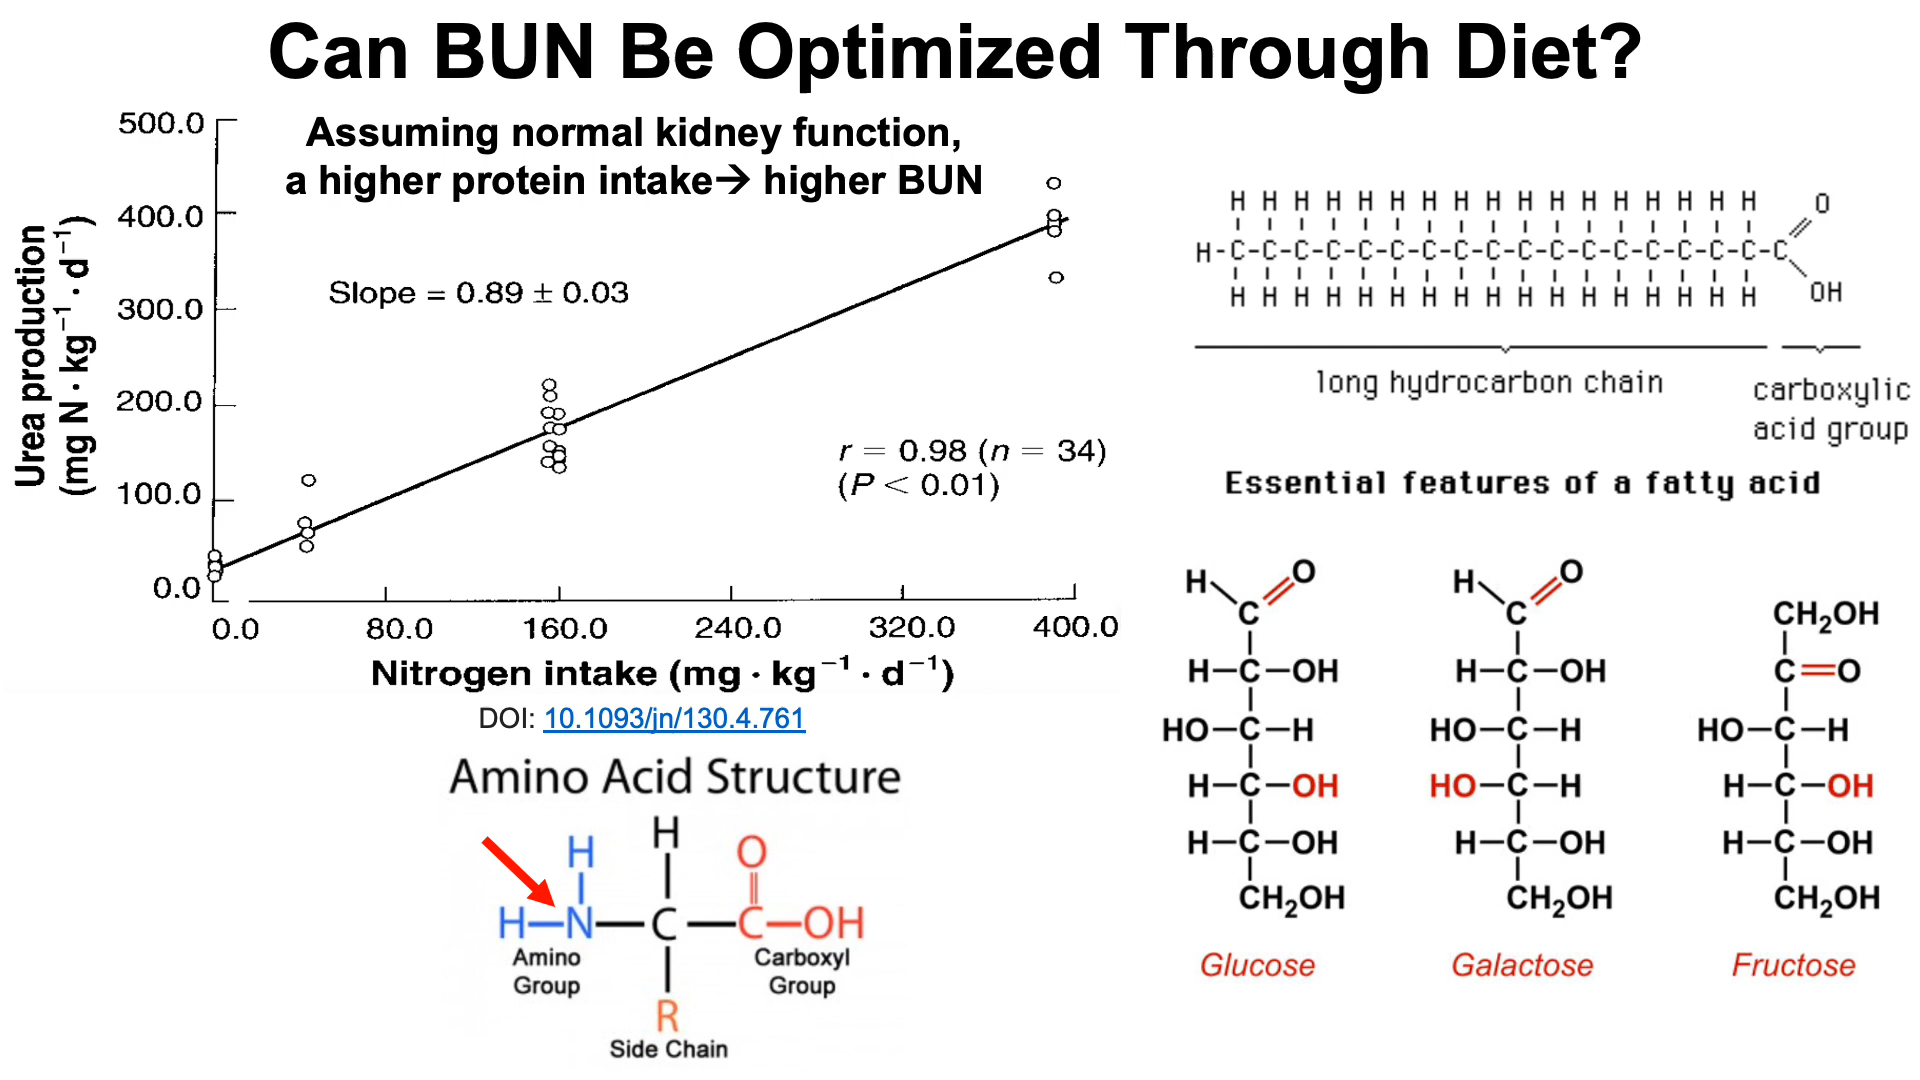 Can BUN Be Optimized Through Diet?
Assuming normal kidney function,
a higher protein intake→ higher BUN
Urea production
(mg N · kg⁻¹ · d⁻¹)
500.0
400.0
300.0
200.0
100.0
0.0
Slope = 0.89 ± 0.03
r = 0.98 (n = 34)
(P < 0.01)
0.0 80.0 160.0 240.0 320.0 400.0
Nitrogen intake (mg · kg⁻¹ · d⁻¹)
DOI: 10.1093/jn/130.4.761
Amino Acid Structure
H H O
H—N—C—C—OH
Amino
Group
Carboxyl
Group
R
Side Chain
H H H H H H H H H H H H H H H H H O
H-C-C-C-C-C-C-C-C-C-C-C-C-C-C-C-C-C-C
H H H H H H H H H H H H H H H H H OH
long hydrocarbon chain
carboxylic
acid group
Essential features of a fatty acid
H O
C
H—C—OH
HO—C—H
H—C—OH
H—C—OH
CH₂OH
Glucose
H O
C
H—C—OH
HO—C—H
HO—C—H
H—C—OH
CH₂OH
Galactose
CH₂OH
C=O
HO—C—H
H—C—OH
H—C—OH
CH₂OH
Fructose